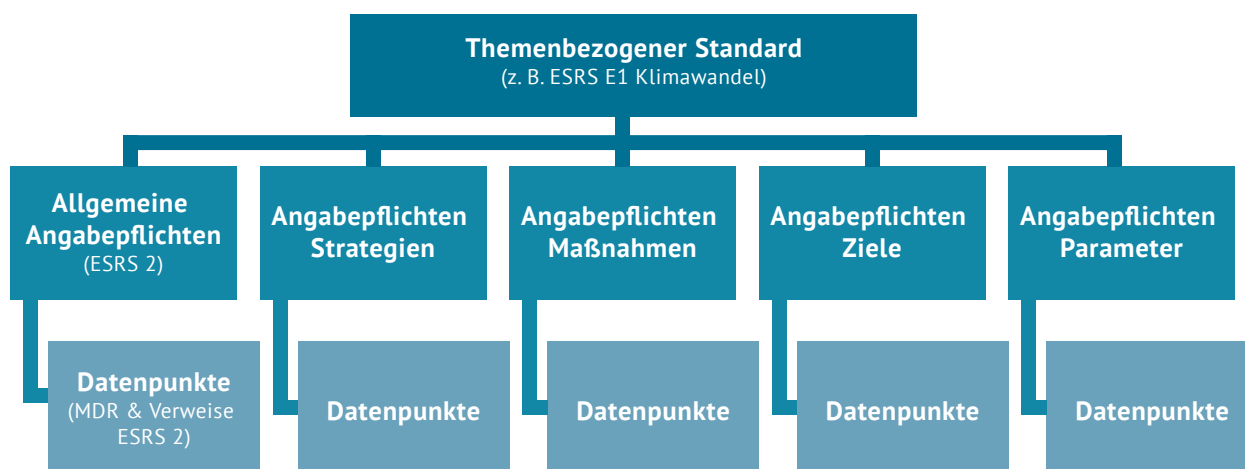 Themenbezogener Standard
(z. B. ESRS E1 Klimawandel)
Allgemeine
Angabepflichten
(ESRS 2)
Angabepflichten
Strategien
Angabepflichten
Maßnahmen
Angabepflichten
Ziele
Angabepflichten
Parameter
Datenpunkte
(MDR & Verweise
ESRS 2)
Datenpunkte
Datenpunkte
Datenpunkte
Datenpunkte